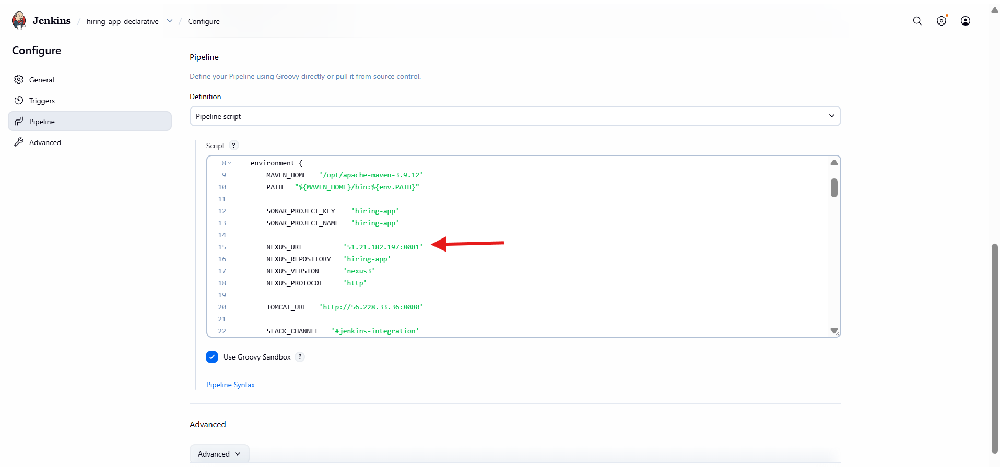 Jenkins / hiring_app_declarative / Configure
Configure
General
Triggers
Pipeline
Advanced
Pipeline
Define your Pipeline using Groovy directly or pull it from source control.
Definition
Pipeline script
Script ?
8 environment {
9 MAVEN_HOME = '/opt/apache-maven-3.9.12'
10 PATH = "${MAVEN_HOME}/bin:${env.PATH}"
11
12 SONAR_PROJECT_KEY = 'hiring-app'
13 SONAR_PROJECT_NAME = 'hiring-app'
14
15 NEXUS_URL = '51.21.182.197:8081'
16 NEXUS_REPOSITORY = 'hiring-app'
17 NEXUS_VERSION = 'nexus3'
18 NEXUS_PROTOCOL = 'http'
19
20 TOMCAT_URL = 'http://56.228.33.36:8080'
21
22 SLACK_CHANNEL = '#jenkins-integration'
Use Groovy Sandbox ?
Pipeline Syntax
Advanced
Advanced